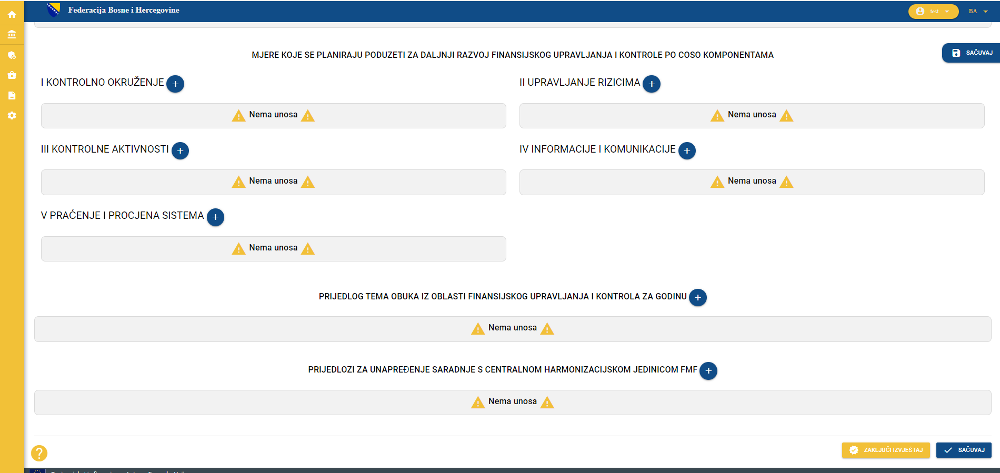 Federacija Bosne i Hercegovine
test
BA
MJERE KOJE SE PLANIRAJU PODUZETI ZA DALJNJI RAZVOJ FINANSIJSKOG UPRAVLJANJA I KONTROLE PO COSO KOMPONENTAMA
SAČUVAJ
I KONTROLNO OKRUŽENJE
II UPRAVLJANJE RIZICIMA
Nema unosa
Nema unosa
III KONTROLNE AKTIVNOSTI
IV INFORMACIJE I KOMUNIKACIJE
Nema unosa
Nema unosa
V PRAĆENJE I PROCJENA SISTEMA
Nema unosa
PRIJEDLOG TEMA OBUKA IZ OBLASTI FINANSIJSKOG UPRAVLJANJA I KONTROLA ZA GODINU
Nema unosa
PRIJEDLOZI ZA UNAPREĐENJE SARADNJE S CENTRALNOM HARMONIZACIJSKOM JEDINICOM FMF
Nema unosa
ZAKLJUČI IZVJEŠTAJ
SAČUVAJ